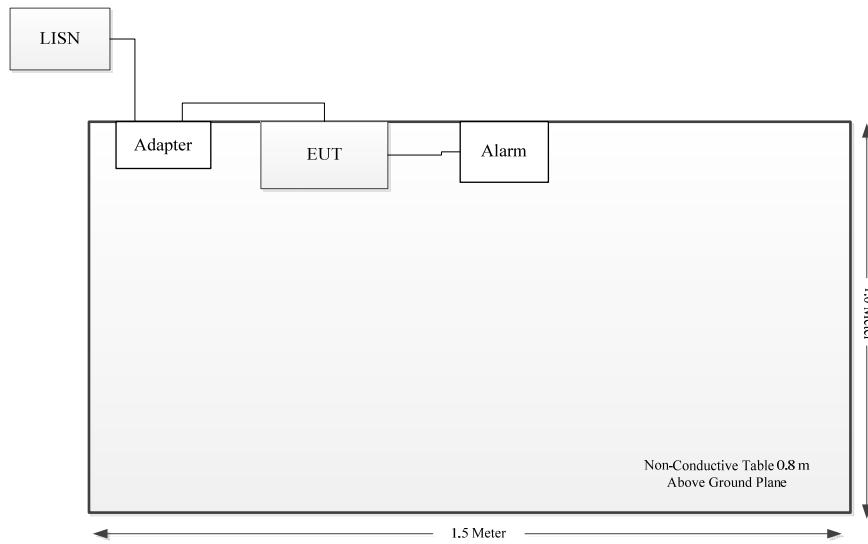 LISN
Adapter
EUT
Alarm
Non-Conductive Table 0.8 m
Above Ground Plane
1.5 Meter